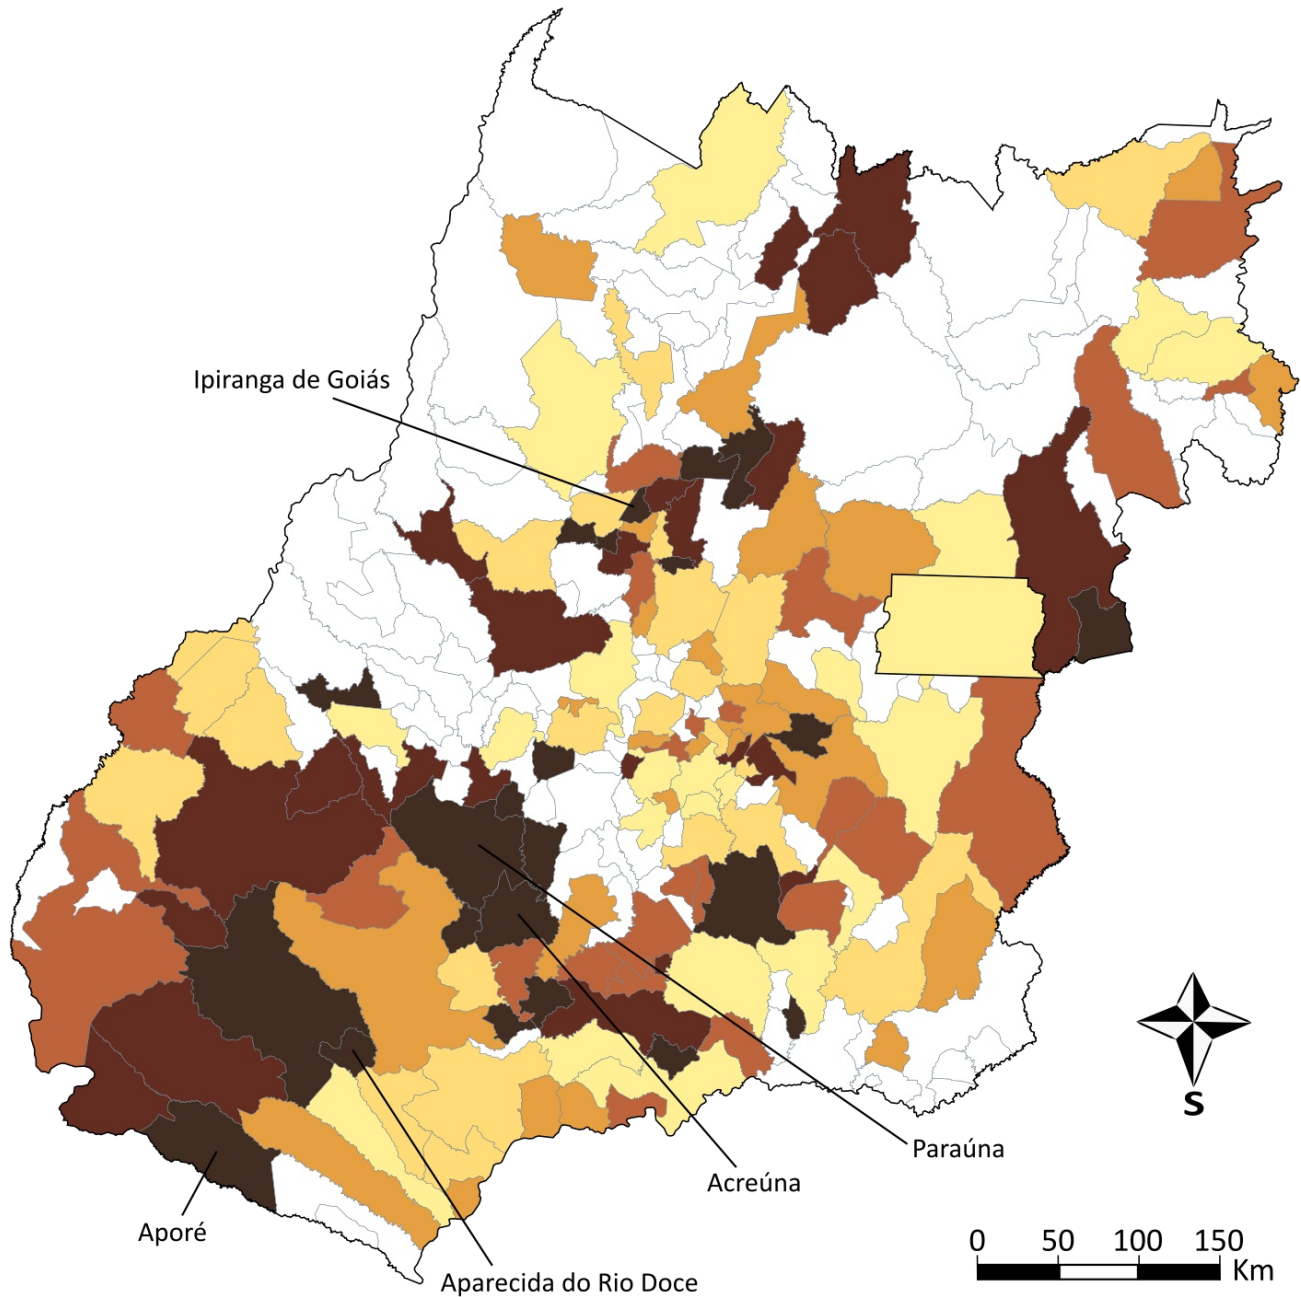 Ipiranga de Goiás
S
Paraúna
Acreúna
Aporé
0 50 100 150
Km
Aparecida do Rio Doce